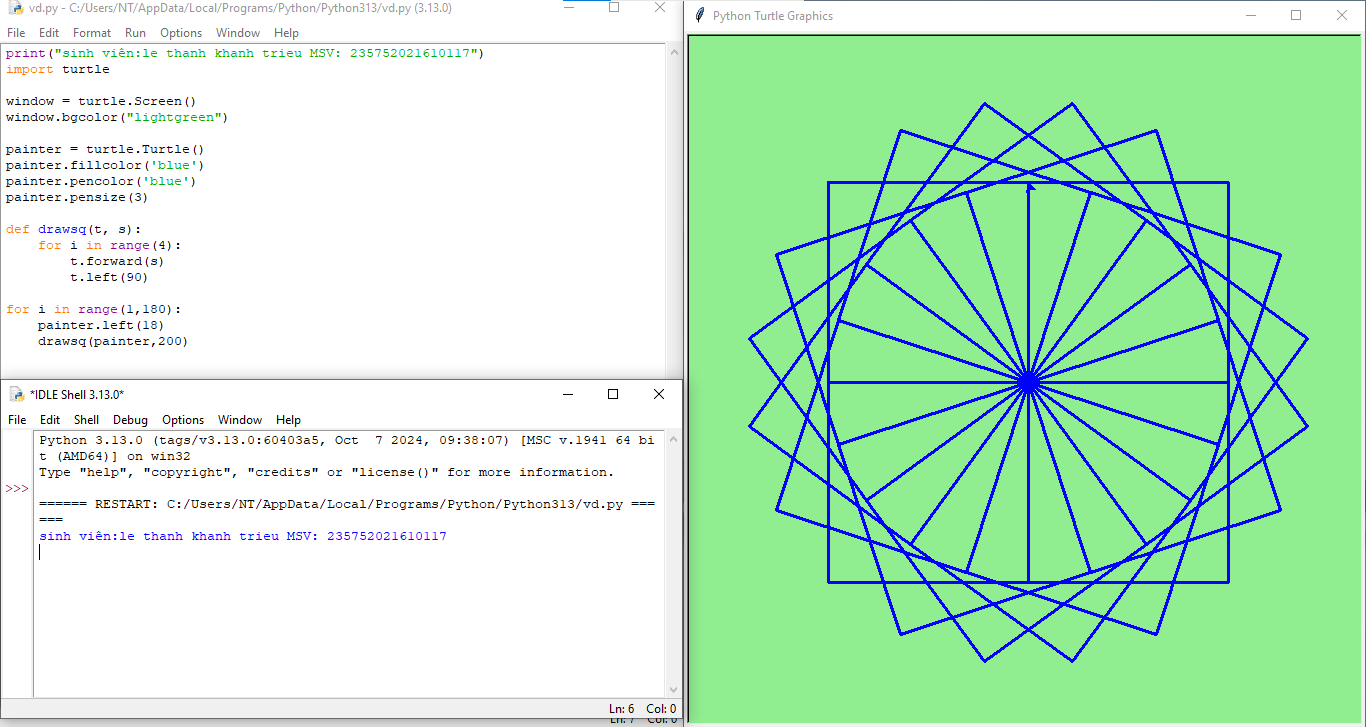 vd.py - C:/Users/NT/AppData/Local/Programs/Python/Python313/vd.py (3.13.0)
File Edit Format Run Options Window Help
print("sinh viên:le thanh khanh trieu MSV: 235752021610117")
import turtle
window = turtle.Screen()
window.bgcolor("lightgreen")
painter = turtle.Turtle()
painter.fillcolor('blue')
painter.pencolor('blue')
painter.pensize(3)
def drawsq(t, s):
    for i in range(4):
        t.forward(s)
        t.left(90)
for i in range(1,180):
    painter.left(18)
    drawsq(painter,200)
*IDLE Shell 3.13.0*
File Edit Shell Debug Options Window Help
Python 3.13.0 (tags/v3.13.0:60403a5, Oct  7 2024, 09:38:07) [MSC v.1941 64 bi
t (AMD64)] on win32
Type "help", "copyright", "credits" or "license()" for more information.
>>>
====== RESTART: C:/Users/NT/AppData/Local/Programs/Python/Python313/vd.py ===
===
sinh viên:le thanh khanh trieu MSV: 235752021610117
Ln: 6 Col: 0
Ln: 7 Col: 0
Python Turtle Graphics